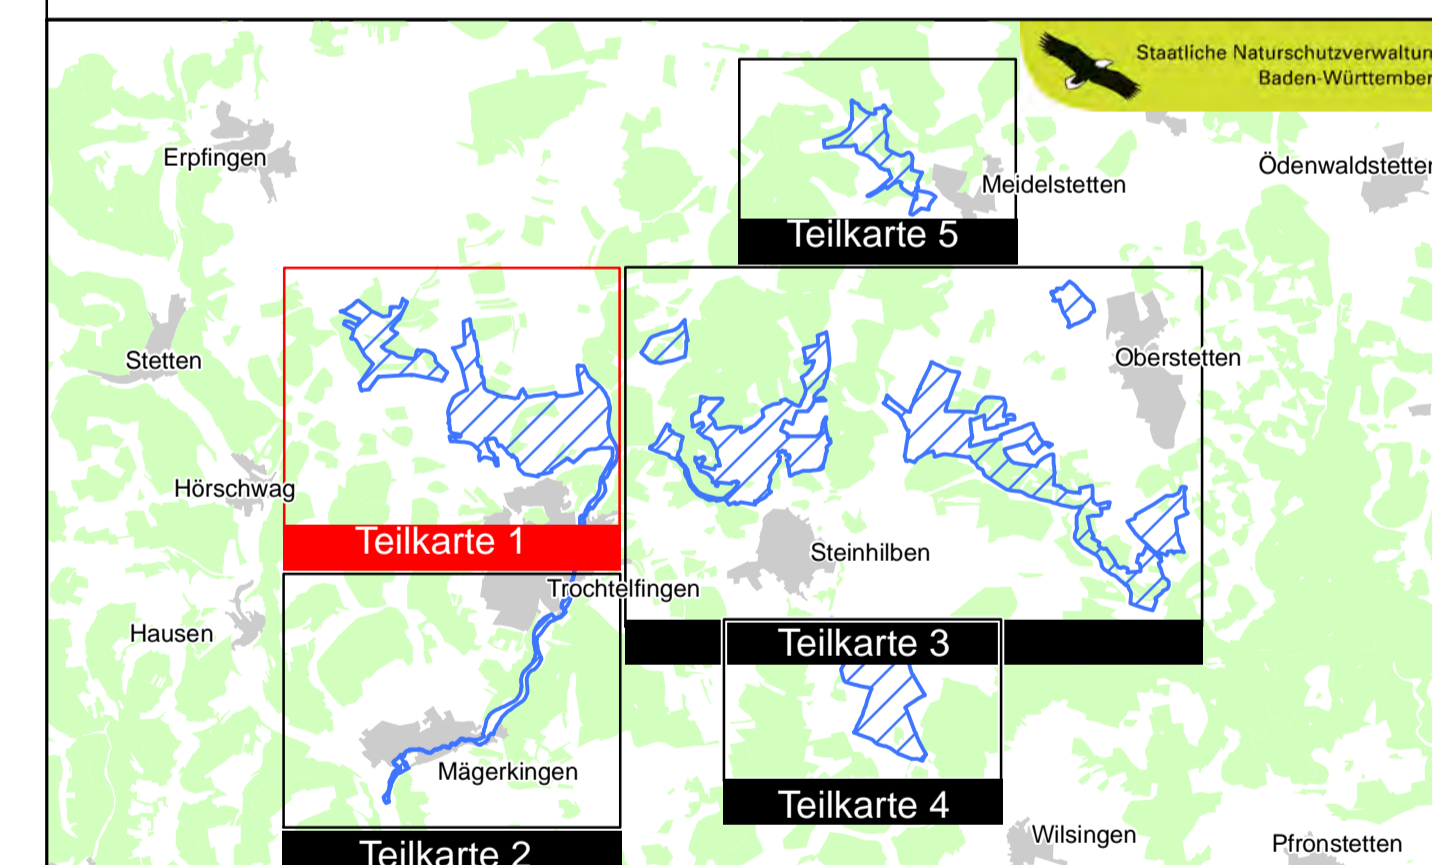 Staatliche Naturschutzverwaltun
Baden-Württember
Erpfingen
Meidelstetten
Ödenwaldstetten
Teilkarte 5
Stetten
Oberstetten
Hörschwag
Teilkarte 1
Steinhilben
Trochtelfingen
Hausen
Teilkarte 3
Mägerkingen
Teilkarte 4
Wilsingen
Pfronstetten
Teilkarte 2